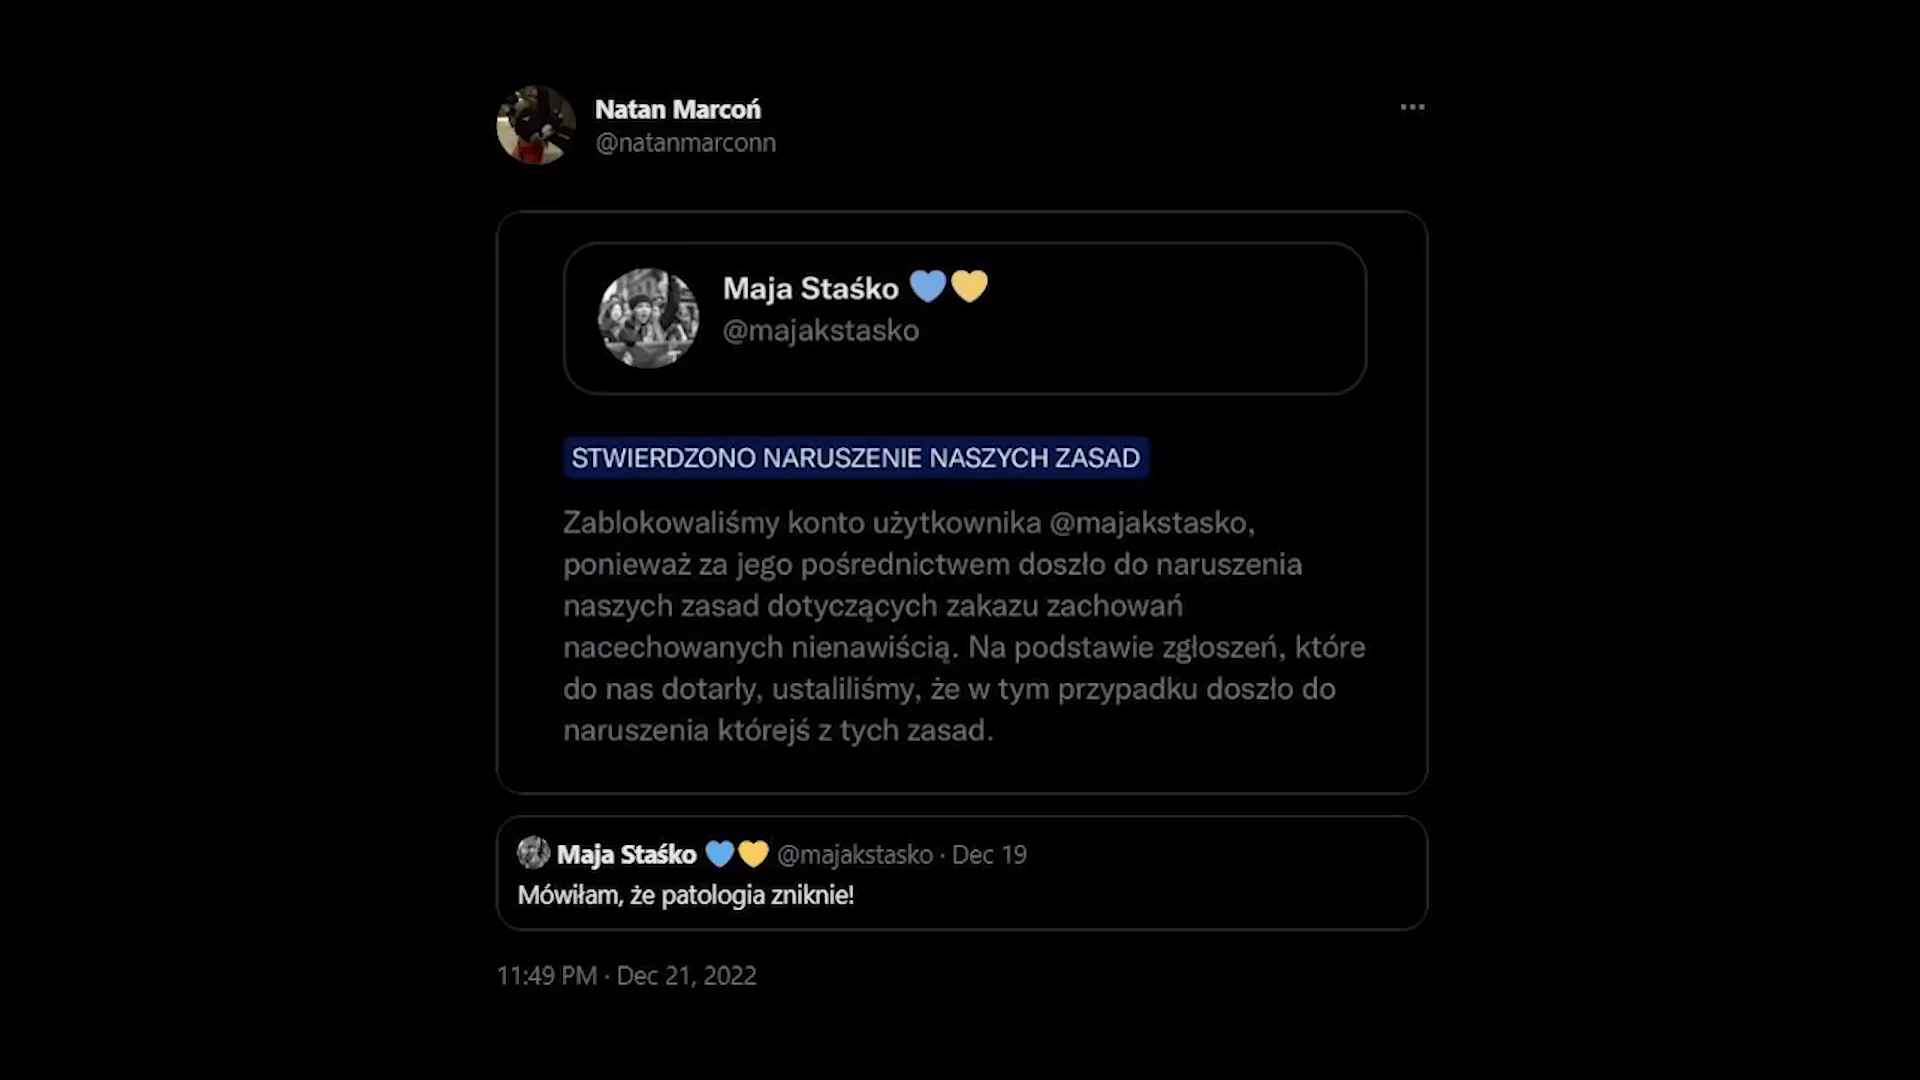 Natan Marcoń
@natanmarconn
Maja Staśko 💙💛
@majakstasko
STWIERDZONO NARUSZENIE NASZYCH ZASAD
Zablokowaliśmy konto użytkownika @majakstasko,
ponieważ za jego pośrednictwem doszło do naruszenia
naszych zasad dotyczących zakazu zachowań
nacechowanych nienawiścią. Na podstawie zgłoszeń, które
do nas dotarły, ustaliliśmy, że w tym przypadku doszło do
naruszenia którejś z tych zasad.
Maja Staśko 💙💛 @majakstasko · Dec 19
Mówiłam, że patologia zniknie!
11:49 PM · Dec 21, 2022